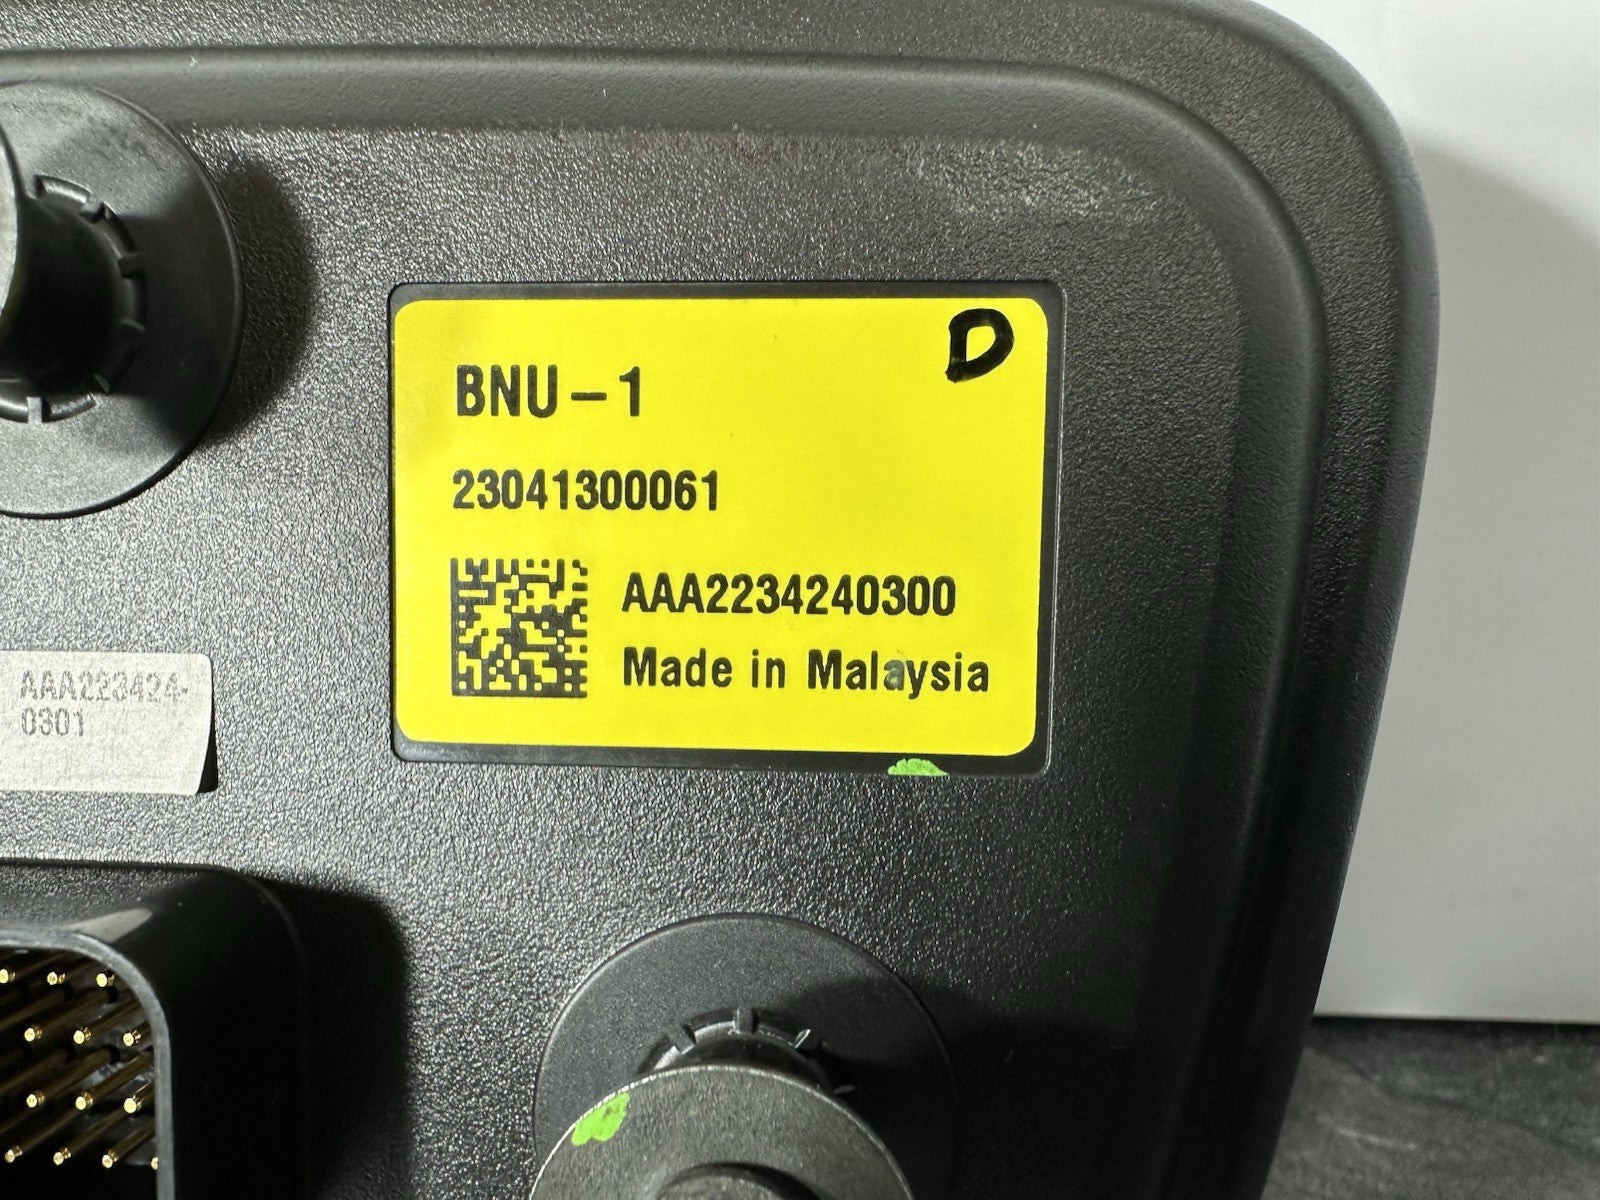 D
BNU-1
23041300061
AAA2234240300
Made in Malaysia
AAA223424-
0301